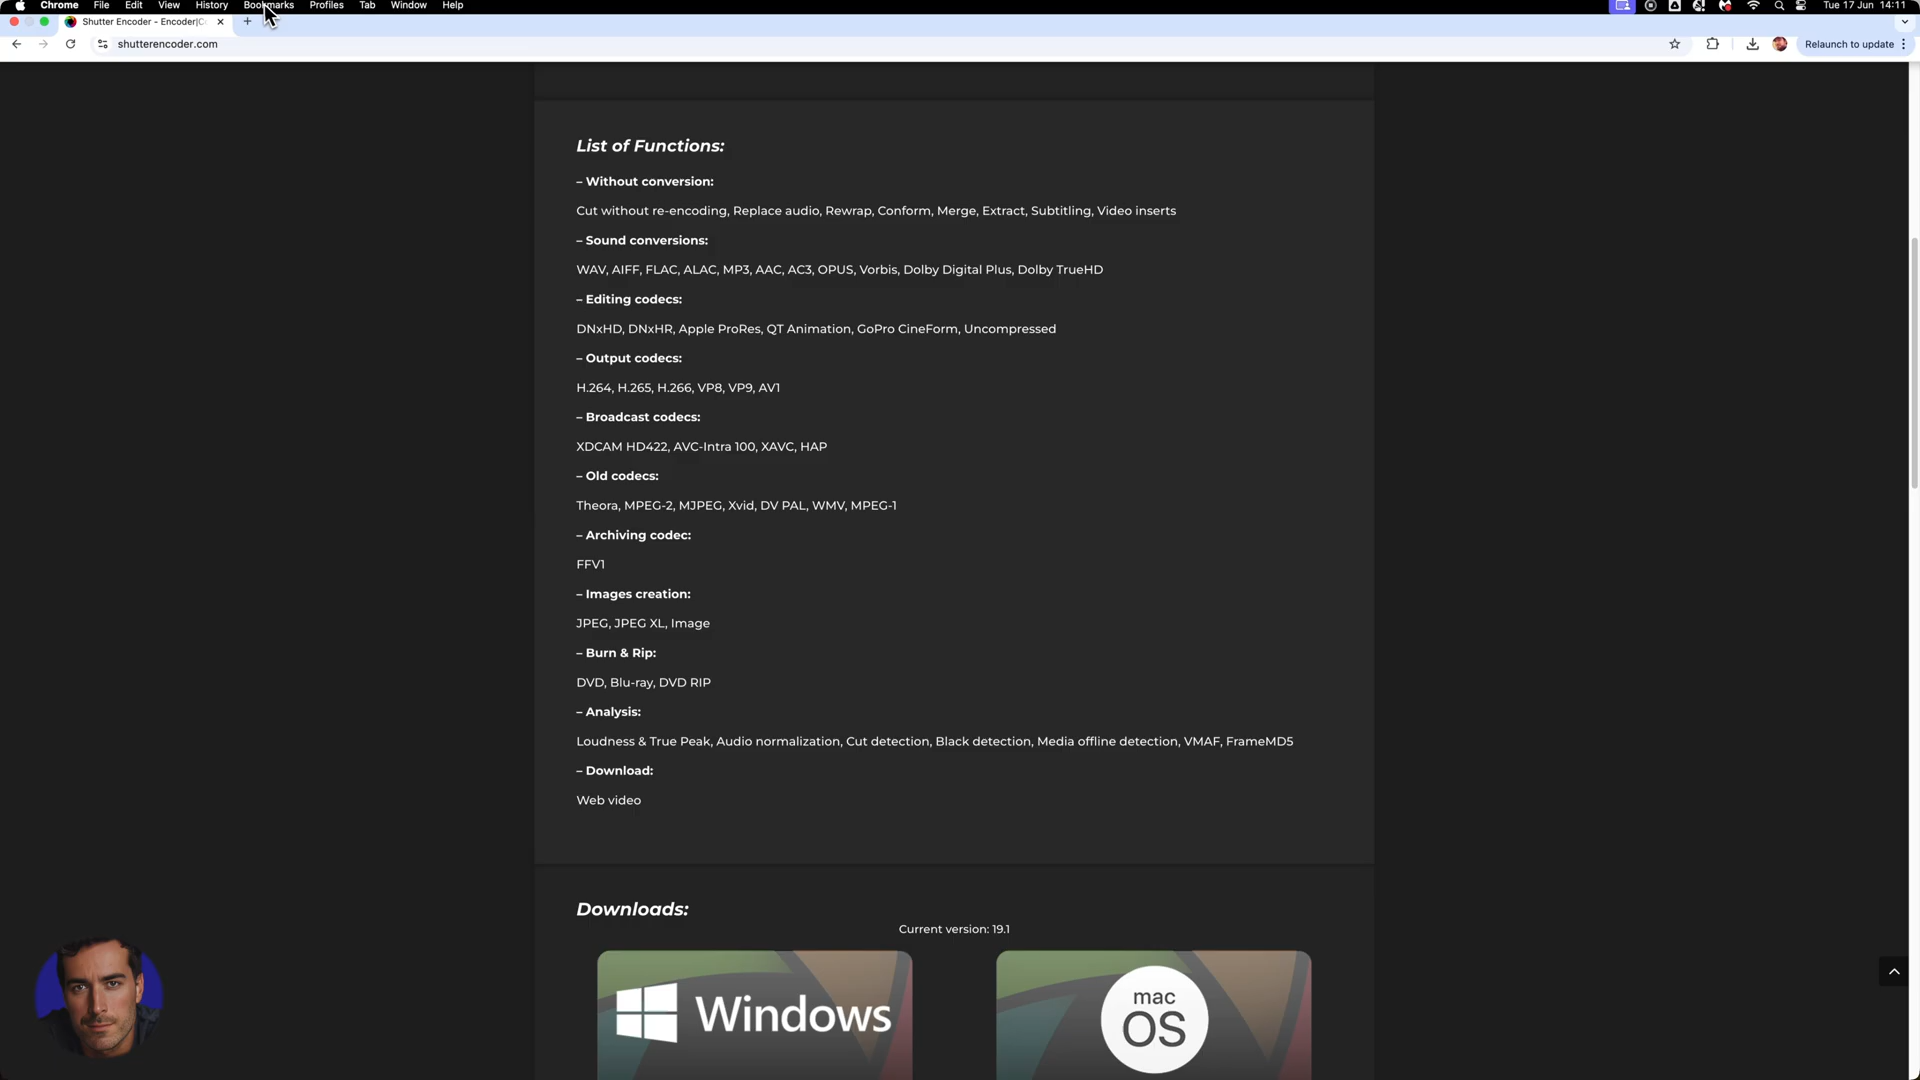 Chrome File Edit View History Bookmarks Profiles Tab Window Help Tue 17 Jun 14:11
Shutter Encoder - Encoder|C
shutterencoder.com Relaunch to update
List of Functions:
– Without conversion:
Cut without re-encoding, Replace audio, Rewrap, Conform, Merge, Extract, Subtitling, Video inserts
– Sound conversions:
WAV, AIFF, FLAC, ALAC, MP3, AAC, AC3, OPUS, Vorbis, Dolby Digital Plus, Dolby TrueHD
– Editing codecs:
DNxHD, DNxHR, Apple ProRes, QT Animation, GoPro CineForm, Uncompressed
– Output codecs:
H.264, H.265, H.266, VP8, VP9, AV1
– Broadcast codecs:
XDCAM HD422, AVC-Intra 100, XAVC, HAP
– Old codecs:
Theora, MPEG-2, MJPEG, Xvid, DV PAL, WMV, MPEG-1
– Archiving codec:
FFV1
– Images creation:
JPEG, JPEG XL, Image
– Burn & Rip:
DVD, Blu-ray, DVD RIP
– Analysis:
Loudness & True Peak, Audio normalization, Cut detection, Black detection, Media offline detection, VMAF, FrameMD5
– Download:
Web video
Downloads:
Current version: 19.1
Windows
mac
OS